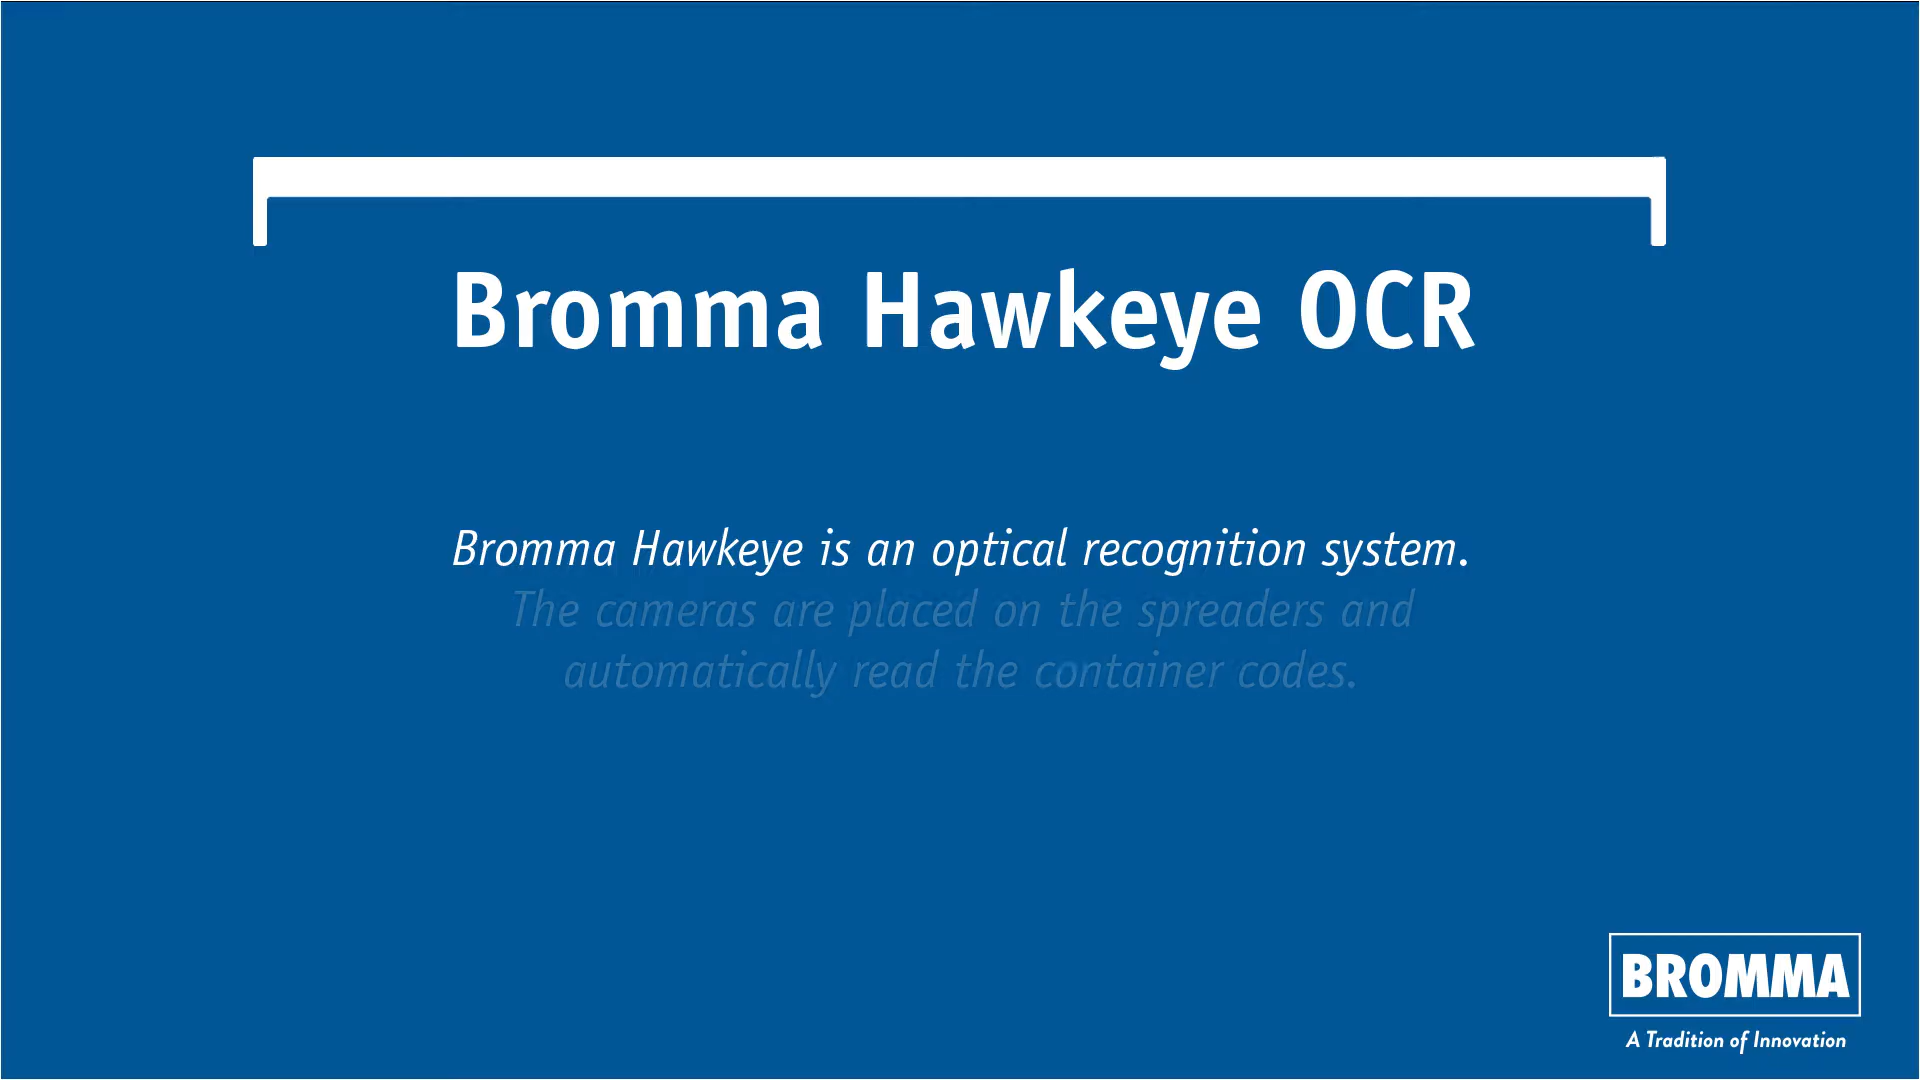 Bromma Hawkeye OCR
Bromma Hawkeye is an optical recognition system.
The cameras are placed on the spreaders and
automatically read the container codes.
BROMMA
A Tradition of Innovation